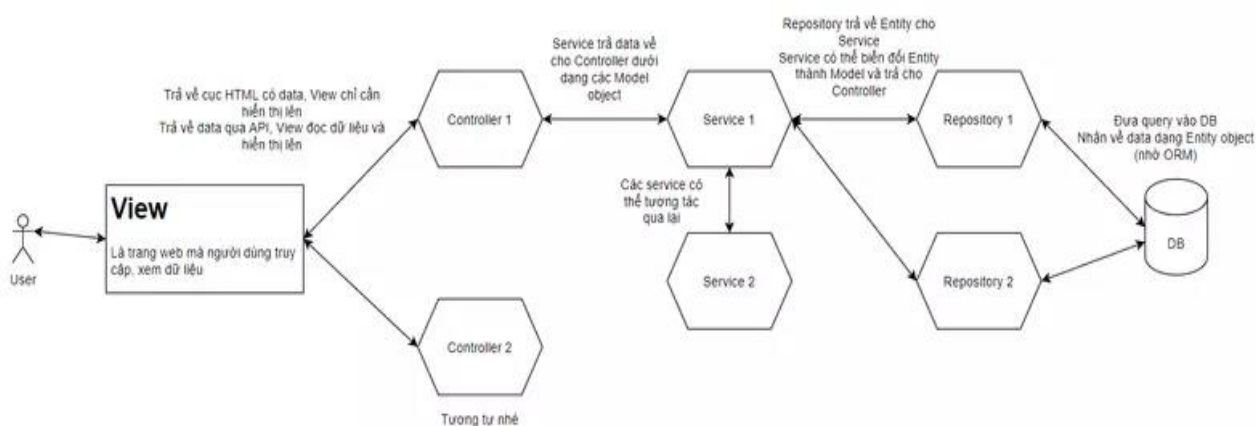 Repository trả về Entity cho
Service
Service có thể biến đổi Entity
thành Model và trả cho
Controller
Service trả data về
cho Controller dưới
dạng các Model
object
Trả về cục HTML có data, View chỉ cần
hiển thị lên
Trả về data qua API, View đọc dữ liệu và
hiển thị lên
Controller 1
Service 1
Repository 1
Đưa query vào DB
Nhận về data dạng Entity object
(nhờ ORM)
Các service có
thể tương tác
qua lại
View
Là trang web mà người dùng truy
cập, xem dữ liệu
User
DB
Service 2
Repository 2
Controller 2
Tương tự nhé